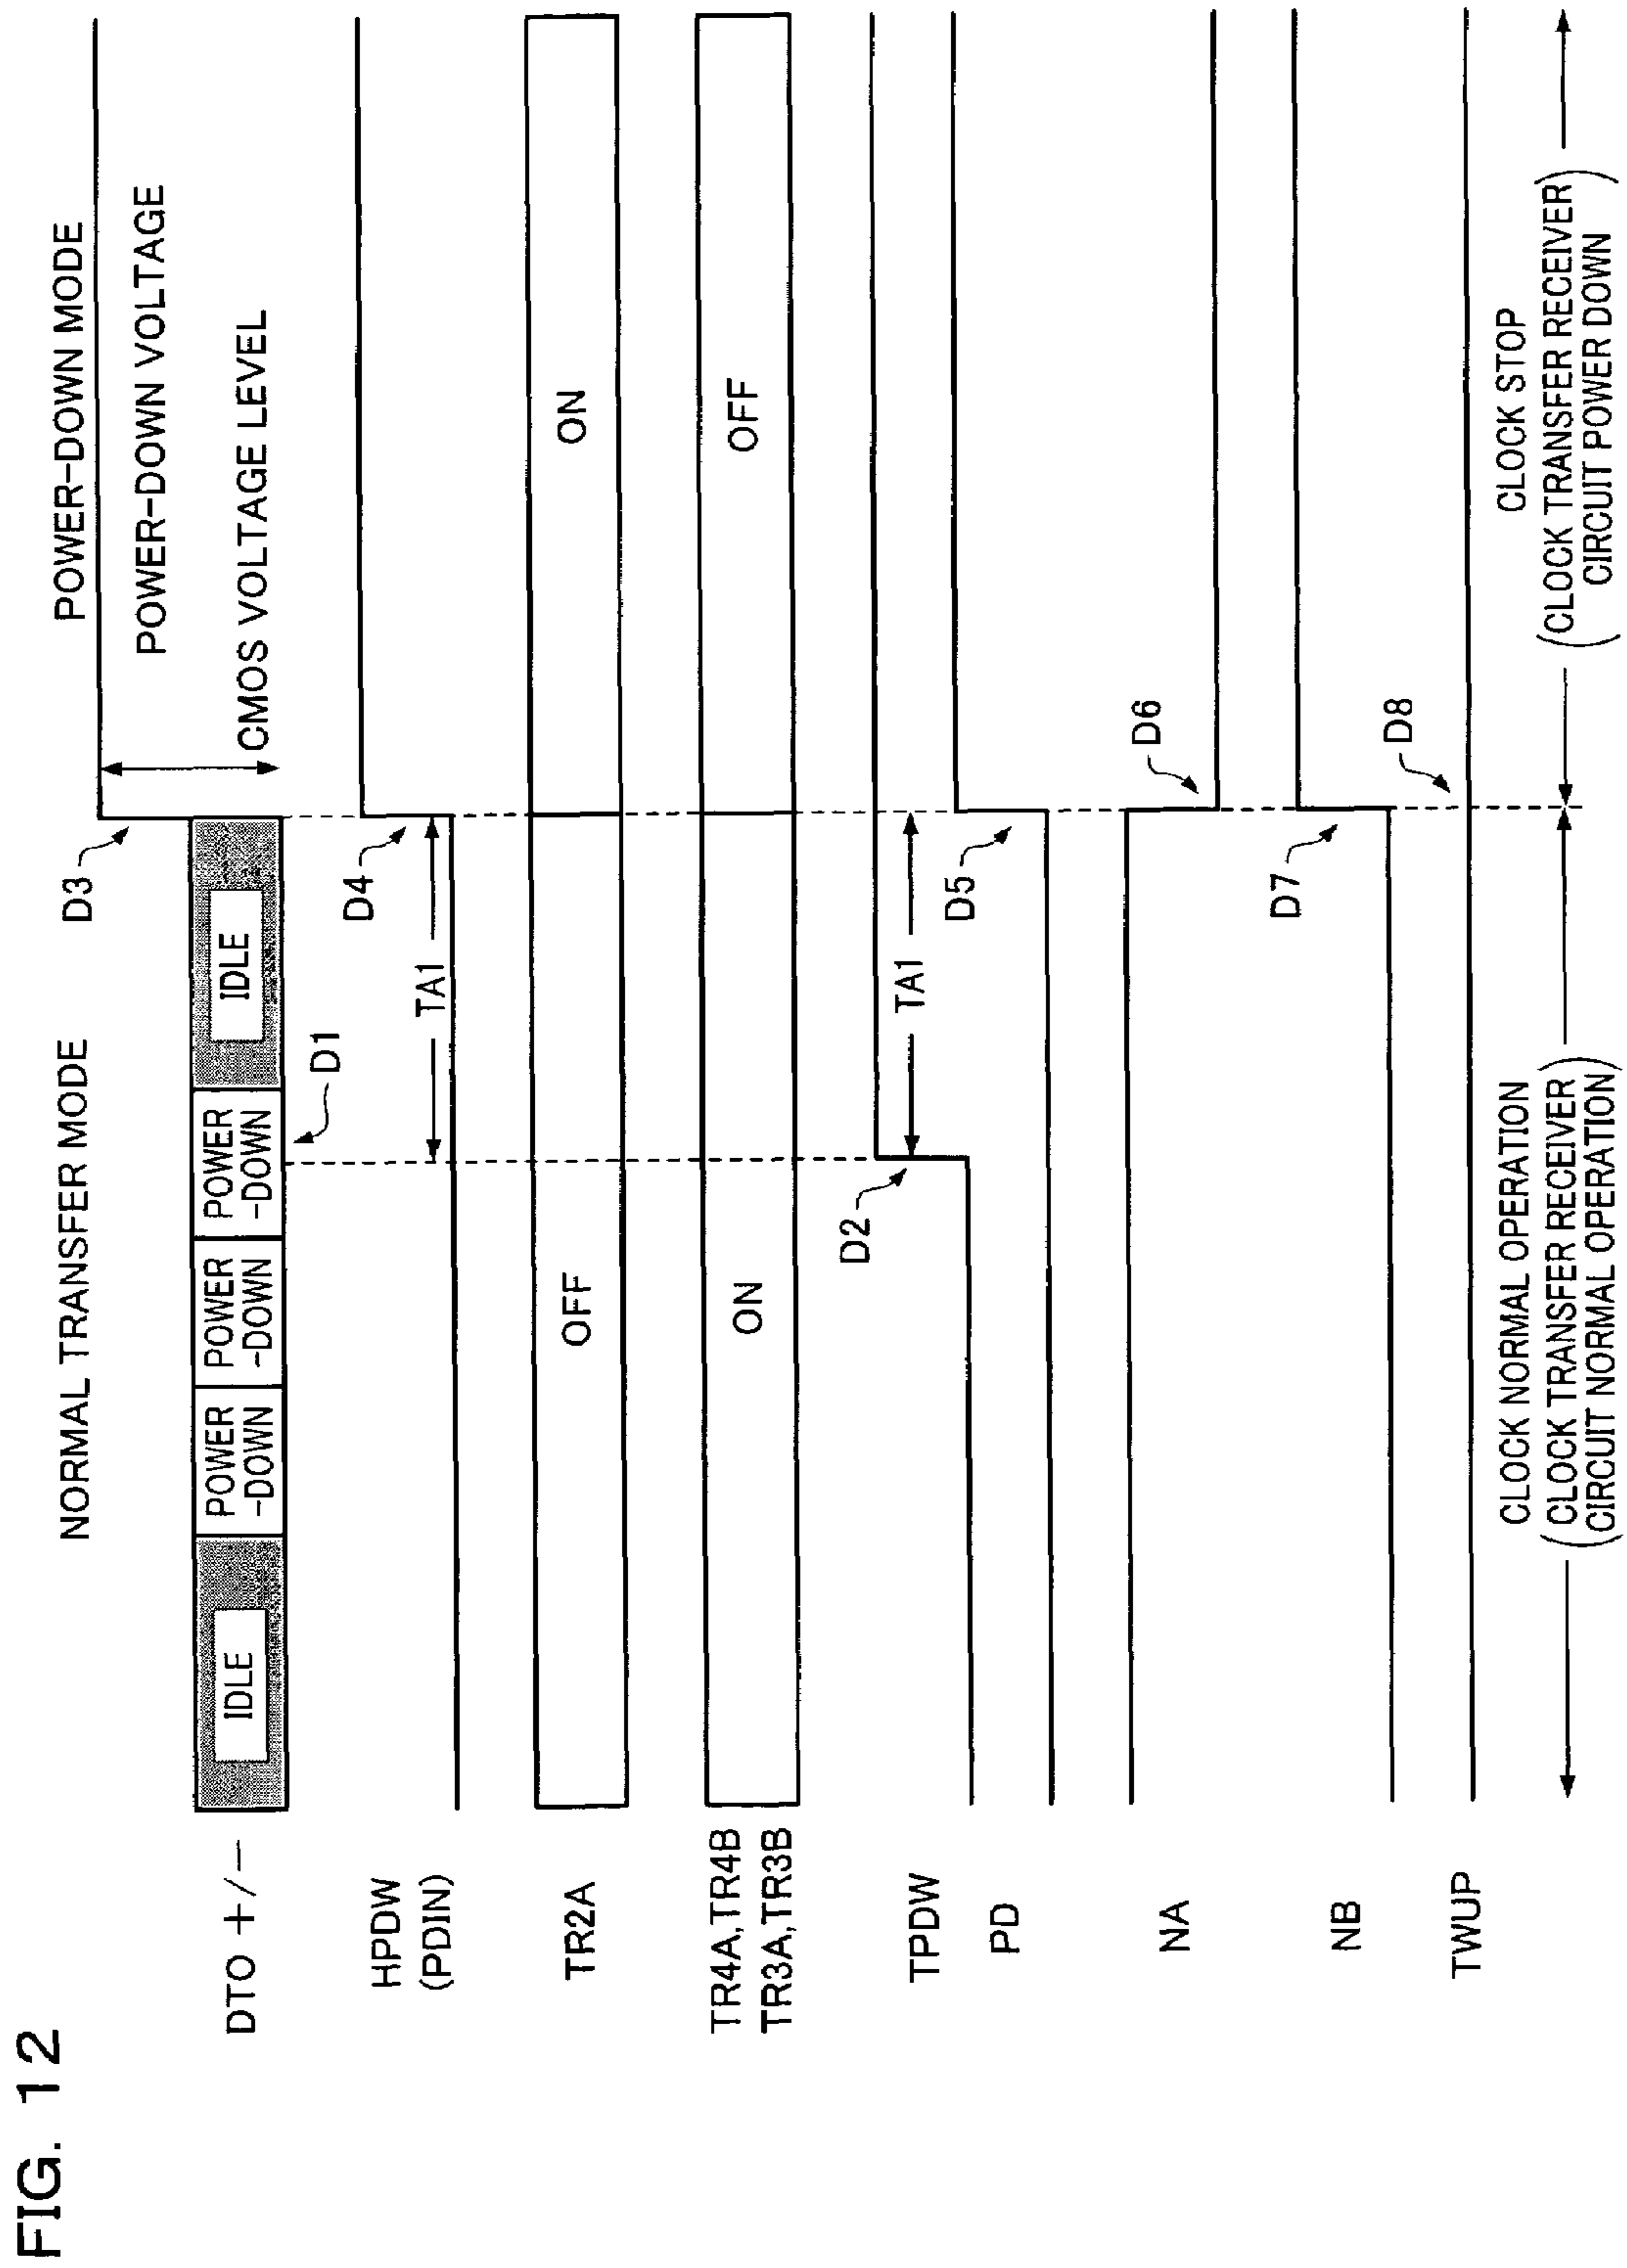 FIG. 12
NORMAL TRANSFER MODE
POWER-DOWN MODE
D3
POWER-DOWN VOLTAGE
CMOS VOLTAGE LEVEL
DTO +/−
IDLE
POWER
-DOWN
POWER
-DOWN
POWER
-DOWN
IDLE
D1
HPDW
(PDIN)
D4
TA1
TR2A
OFF
ON
TR4A,TR4B
TR3A,TR3B
ON
OFF
TPDW
D2
TA1
PD
D5
NA
D6
NB
D7
TWUP
D8
CLOCK NORMAL OPERATION
(CLOCK TRANSFER RECEIVER
CIRCUIT NORMAL OPERATION)
CLOCK STOP
(CLOCK TRANSFER RECEIVER
CIRCUIT POWER DOWN)